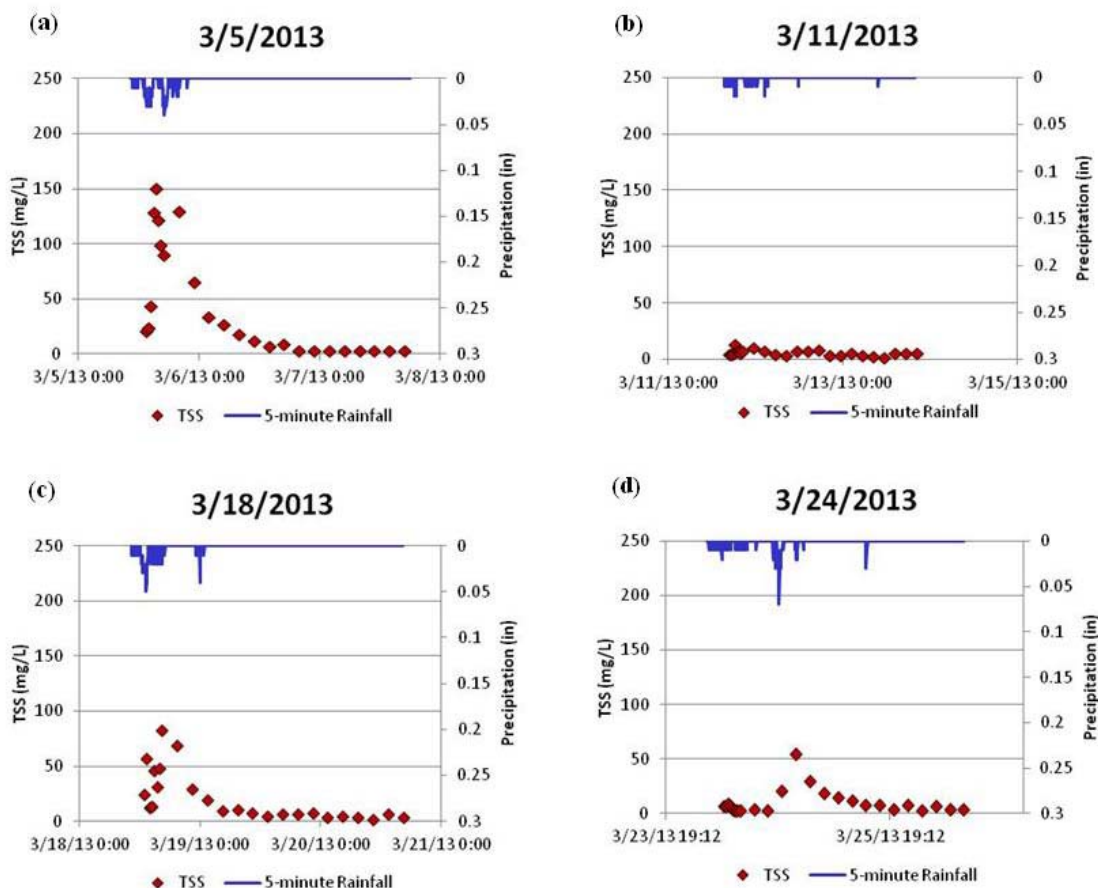 (a)
3/5/2013
250
200
150
100
50
0
TSS (mg/L)
0
0.05
0.1
0.15
0.2
0.25
0.3
Precipitation (in)
3/5/13 0:00 3/6/13 0:00 3/7/13 0:00 3/8/13 0:00
TSS 5-minute Rainfall
(b)
3/11/2013
250
200
150
100
50
0
TSS (mg/L)
0
0.05
0.1
0.15
0.2
0.25
0.3
Precipitation (in)
3/11/13 0:00 3/13/13 0:00 3/15/13 0:00
TSS 5-minute Rainfall
(c)
3/18/2013
250
200
150
100
50
0
TSS (mg/L)
0
0.05
0.1
0.15
0.2
0.25
0.3
Precipitation (in)
3/18/13 0:00 3/19/13 0:00 3/20/13 0:00 3/21/13 0:00
TSS 5-minute Rainfall
(d)
3/24/2013
250
200
150
100
50
0
TSS (mg/L)
0
0.05
0.1
0.15
0.2
0.25
0.3
Precipitation (in)
3/23/13 19:12 3/25/13 19:12
TSS 5-minute Rainfall